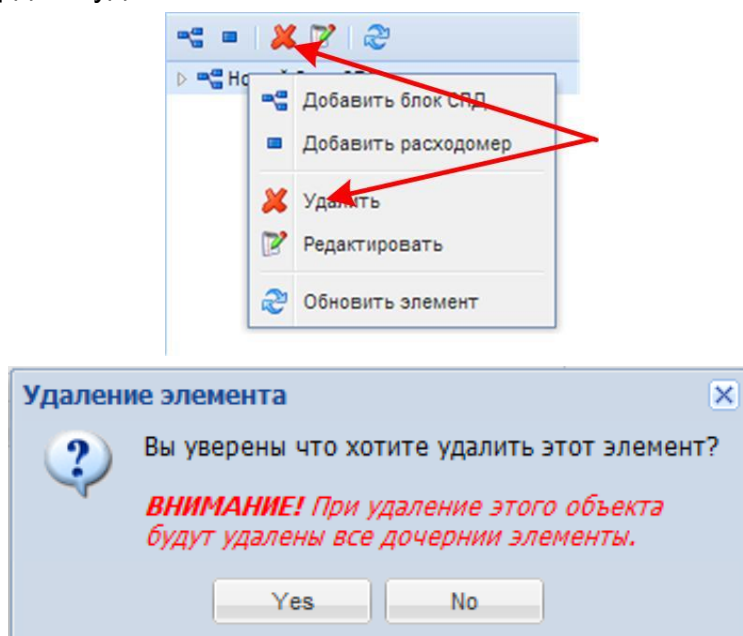 Добавить блок СПД
Добавить расходомер
Удалить
Редактировать
Обновить элемент
Удаление элемента
Вы уверены что хотите удалить этот элемент?
ВНИМАНИЕ! При удаление этого объекта
будут удалены все дочернии элементы.
Yes No